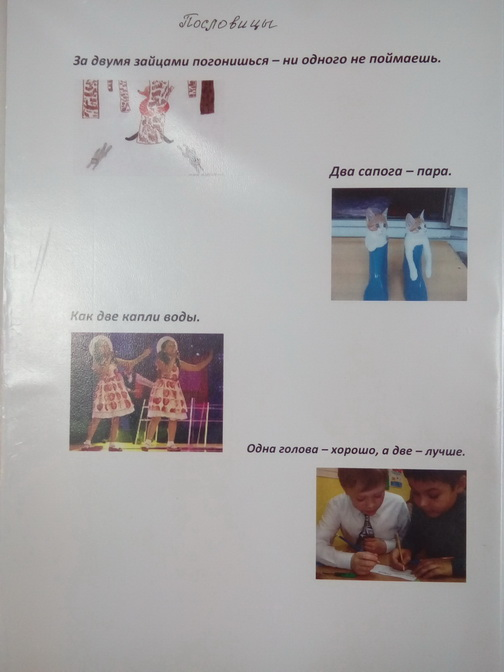 Пословицы
За двумя зайцами погонишься – ни одного не поймаешь.
Два сапога – пара.
Как две капли воды.
Одна голова – хорошо, а две – лучше.